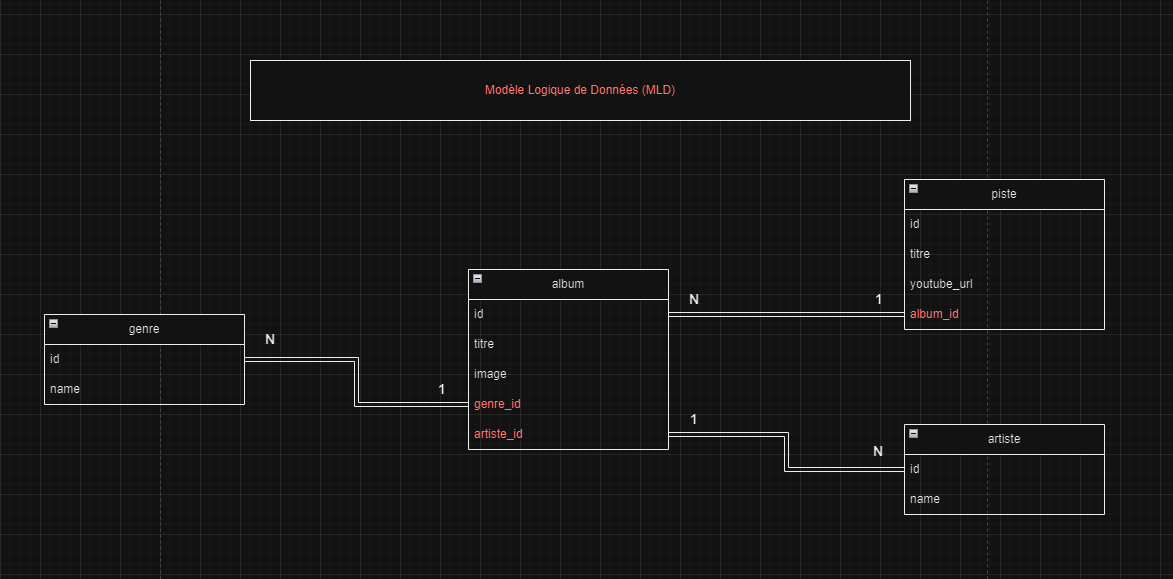 Modèle Logique de Données (MLD)
piste
id
titre
youtube_url
album_id
album
id
titre
image
genre_id
artiste_id
N
1
genre
id
name
N
1
1
N
artiste
id
name